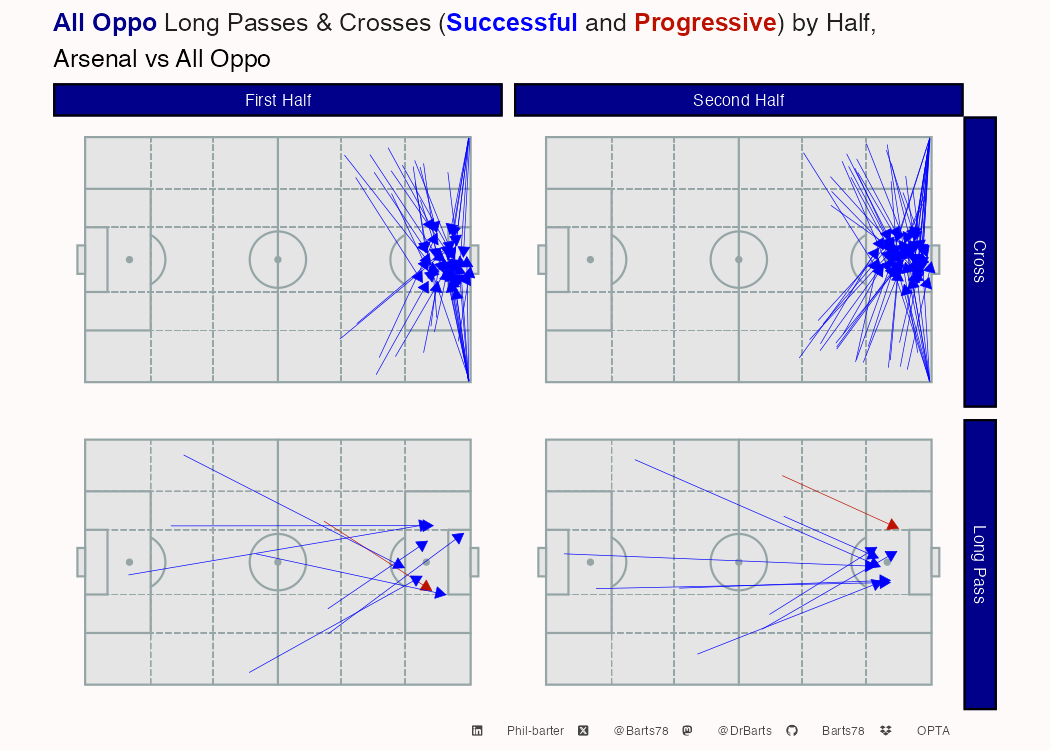 All Oppo Long Passes & Crosses (Successful and Progressive) by Half,
Arsenal vs All Oppo
First Half
Second Half
Cross
Long Pass
Phil-barter @Barts78 @DrBarts Barts78 OPTA